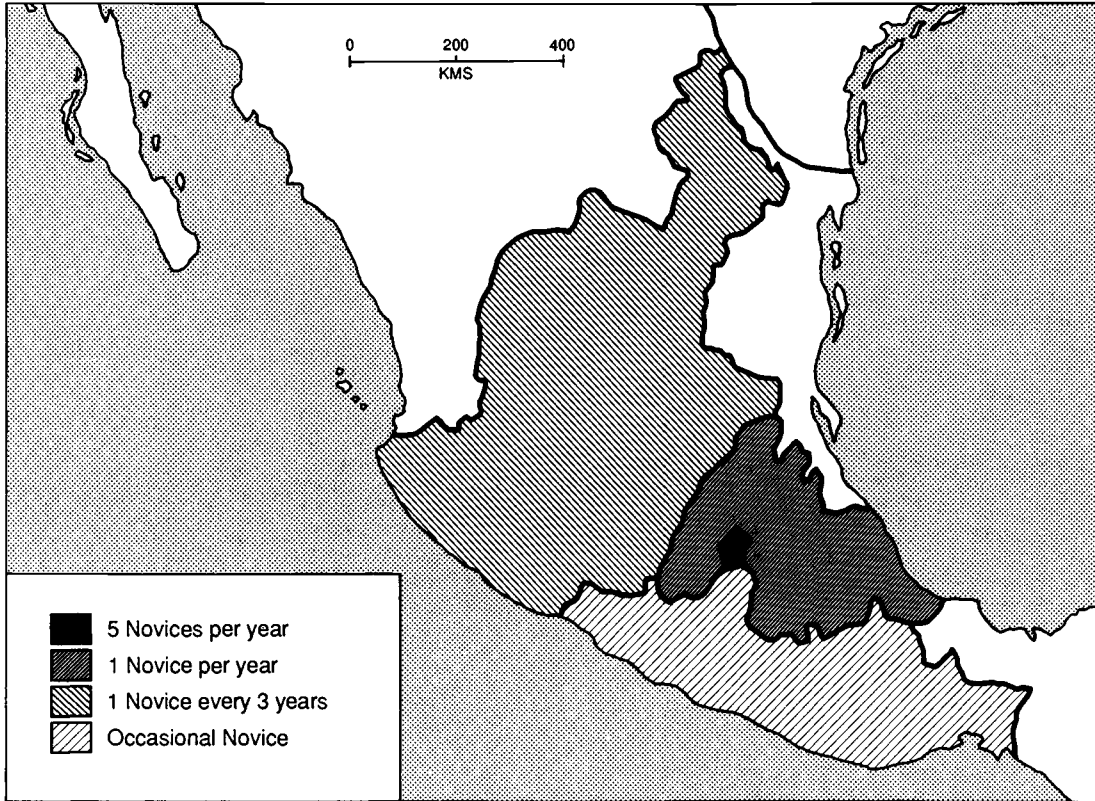 0 200 400
KMS
5 Novices per year
1 Novice per year
1 Novice every 3 years
Occasional Novice